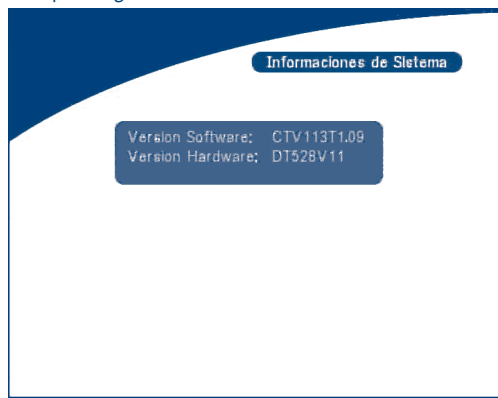 Informaciones de Sistema
Version Software: CTV113T1.09
Version Hardware: DT528V11